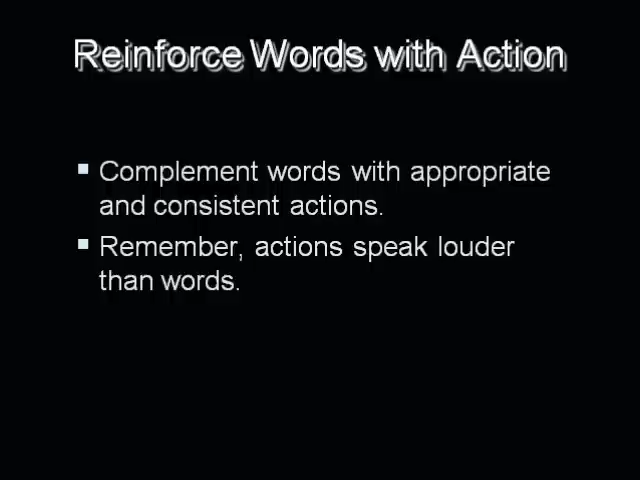 Reinforce Words with Action
Complement words with appropriate
and consistent actions.
Remember, actions speak louder
than words.